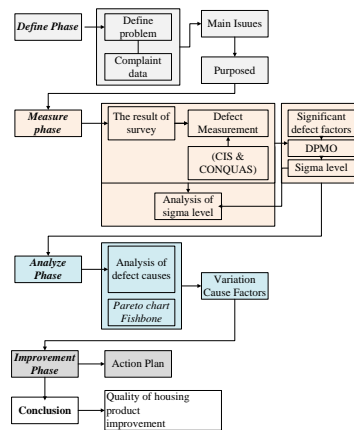 Define Phase
Define
problem
Complaint
data
Main Isuues
Purposed
Measure
phase
The result of
survey
Defect
Measurement
(CIS &
CONQUAS)
Analysis of
sigma level
Significant
defect factors
DPMO
Sigma level
Analyze
Phase
Analysis of
defect causes
Pareto chart
Fishbone
Variation
Cause Factors
Improvement
Phase
Action Plan
Conclusion
Quality of housing
product
improvement